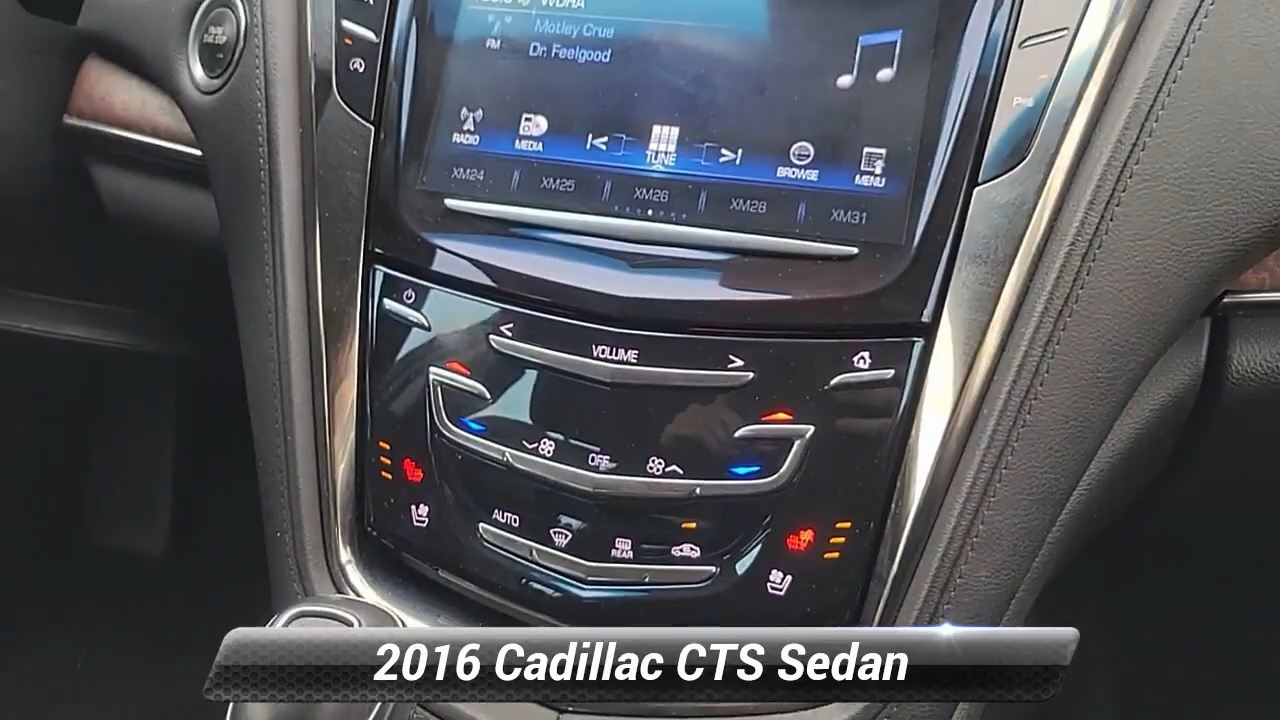 WDHA
FM
Motley Crue
Dr. Feelgood
RADIO
MEDIA
TUNE
BROWSE
MENU
XM24
XM25
XM26
XM28
XM31
VOLUME
OFF
AUTO
REAR
2016 Cadillac CTS Sedan